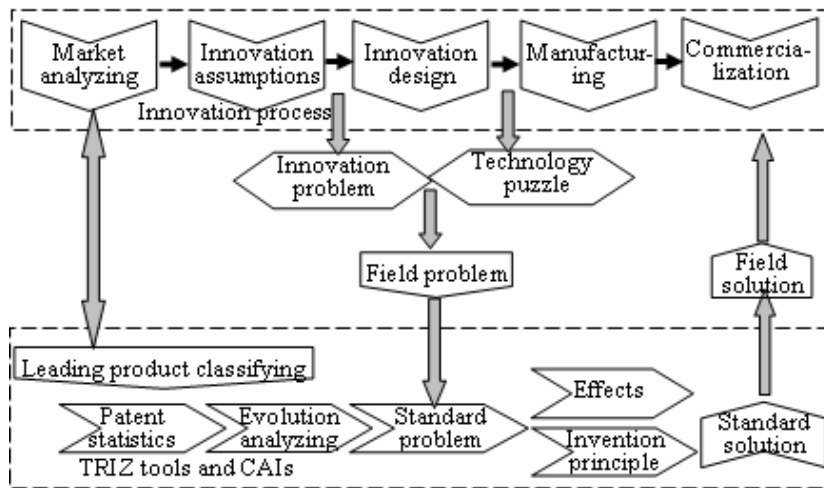 Market
analyzing
Innovation
assumptions
Innovation
design
Manufactur-
ing
Commercia-
lization
Innovation process
Innovation
problem
Technology
puzzle
Field problem
Field
solution
Leading product classifying
Patent
statistics
Evolution
analyzing
Standard
problem
Effects
Invention
principle
Standard
solution
TRIZ tools and CAIs